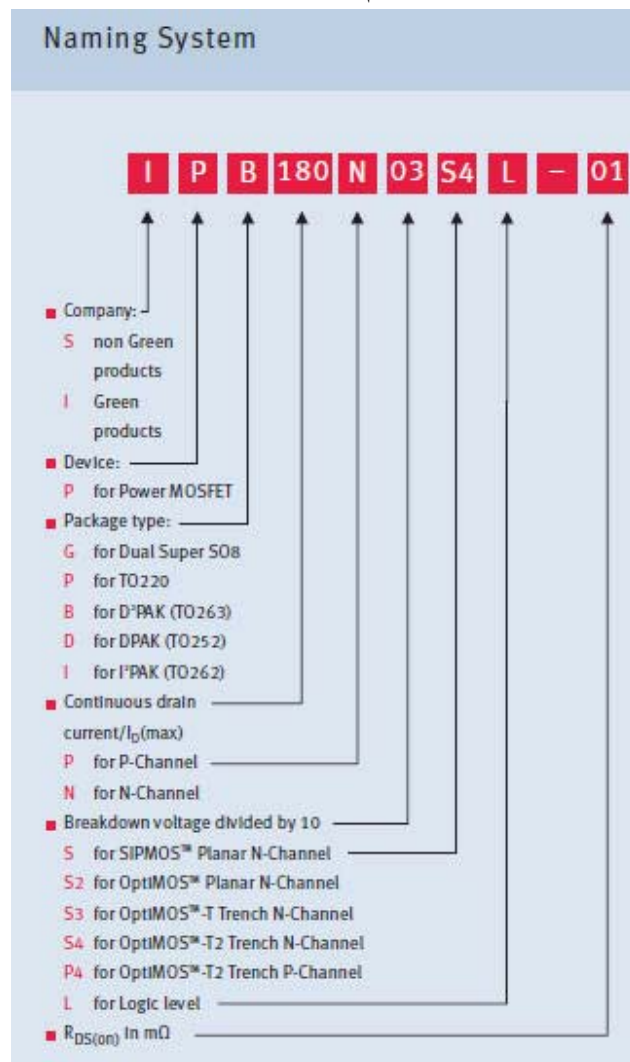 Naming System
I P B 180 N 03 S4 L – 01
Company:
S non Green
products
I Green
products
Device:
P for Power MOSFET
Package type:
G for Dual Super SO8
P for TO220
B for D²PAK (TO263)
D for DPAK (TO252)
I for I²PAK (TO262)
Continuous drain
current/I_D(max)
P for P-Channel
N for N-Channel
Breakdown voltage divided by 10
S for SIPMOS™ Planar N-Channel
S2 for OptiMOS™ Planar N-Channel
S3 for OptiMOS™-T Trench N-Channel
S4 for OptiMOS™-T2 Trench N-Channel
P4 for OptiMOS™-T2 Trench P-Channel
L for Logic level
R_DS(on) in mΩ